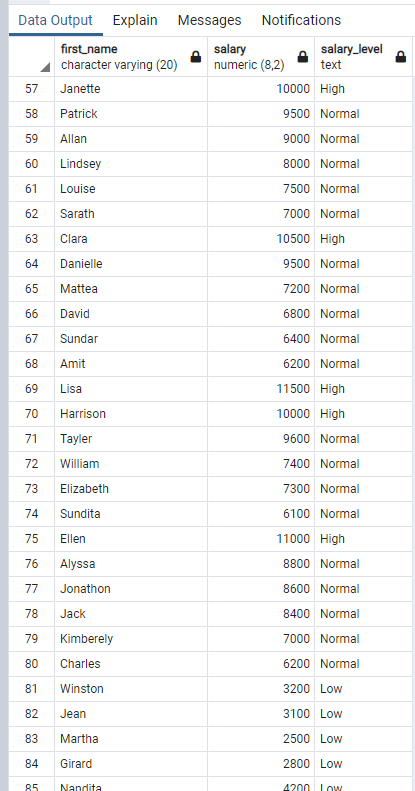 Data Output Explain Messages Notifications
first_name salary salary_level
character varying (20) numeric (8,2) text
57 Janette 10000 High
58 Patrick 9500 Normal
59 Allan 9000 Normal
60 Lindsey 8000 Normal
61 Louise 7500 Normal
62 Sarath 7000 Normal
63 Clara 10500 High
64 Danielle 9500 Normal
65 Mattea 7200 Normal
66 David 6800 Normal
67 Sundar 6400 Normal
68 Amit 6200 Normal
69 Lisa 11500 High
70 Harrison 10000 High
71 Tayler 9600 Normal
72 William 7400 Normal
73 Elizabeth 7300 Normal
74 Sundita 6100 Normal
75 Ellen 11000 High
76 Alyssa 8800 Normal
77 Jonathon 8600 Normal
78 Jack 8400 Normal
79 Kimberely 7000 Normal
80 Charles 6200 Normal
81 Winston 3200 Low
82 Jean 3100 Low
83 Martha 2500 Low
84 Girard 2800 Low
85 Nandita 4200 Low